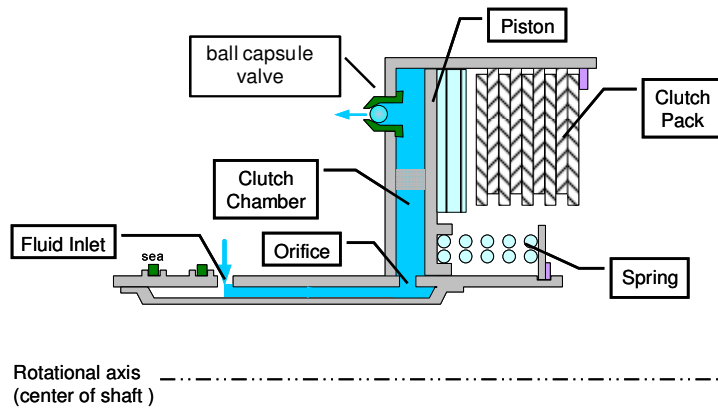 Piston
ball capsule
valve
Clutch
Pack
Clutch
Chamber
Fluid Inlet
Orifice
sea
Spring
Rotational axis
(center of shaft )